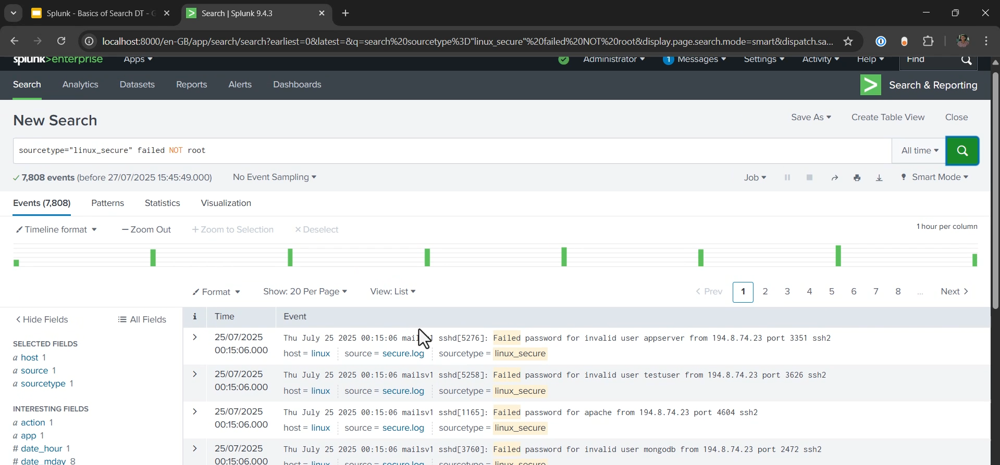 Splunk - Basics of Search DT - G
Search | Splunk 9.4.3
localhost:8000/en-GB/app/search/search?earliest=0&latest=&q=search%20sourcetype%3D"linux_secure"%20failed%20NOT%20root&display.page.search.mode=smart&dispatch.sa...
splunk>enterprise Apps Administrator 1 Messages Settings Activity Help Find
Search Analytics Datasets Reports Alerts Dashboards Search & Reporting
New Search Save As Create Table View Close
sourcetype="linux_secure" failed NOT root All time
7,808 events (before 27/07/2025 15:45:49.000) No Event Sampling Job Smart Mode
Events (7,808) Patterns Statistics Visualization
Timeline format — Zoom Out + Zoom to Selection × Deselect 1 hour per column
Format Show: 20 Per Page View: List < Prev 1 2 3 4 5 6 7 8 ... Next >
< Hide Fields All Fields
i Time Event
SELECTED FIELDS
a host 1
a source 1
a sourcetype 1
INTERESTING FIELDS
a action 1
a app 1
# date_hour 1
# date_mday 8
> 25/07/2025 Thu July 25 2025 00:15:06 sshd[5276]: Failed password for invalid user appserver from 194.8.74.23 port 3351 ssh2
00:15:06.000 host = linux source = secure.log sourcetype = linux_secure
> 25/07/2025 Thu July 25 2025 00:15:06 mailsv1 sshd[5258]: Failed password for invalid user testuser from 194.8.74.23 port 3626 ssh2
00:15:06.000 host = linux source = secure.log sourcetype = linux_secure
> 25/07/2025 Thu July 25 2025 00:15:06 mailsv1 sshd[1165]: Failed password for apache from 194.8.74.23 port 4604 ssh2
00:15:06.000 host = linux source = secure.log sourcetype = linux_secure
> 25/07/2025 Thu July 25 2025 00:15:06 mailsv1 sshd[3760]: Failed password for invalid user mongodb from 194.8.74.23 port 2472 ssh2
00:15:06.000 host = linux source = secure.log sourcetype = linux_secure